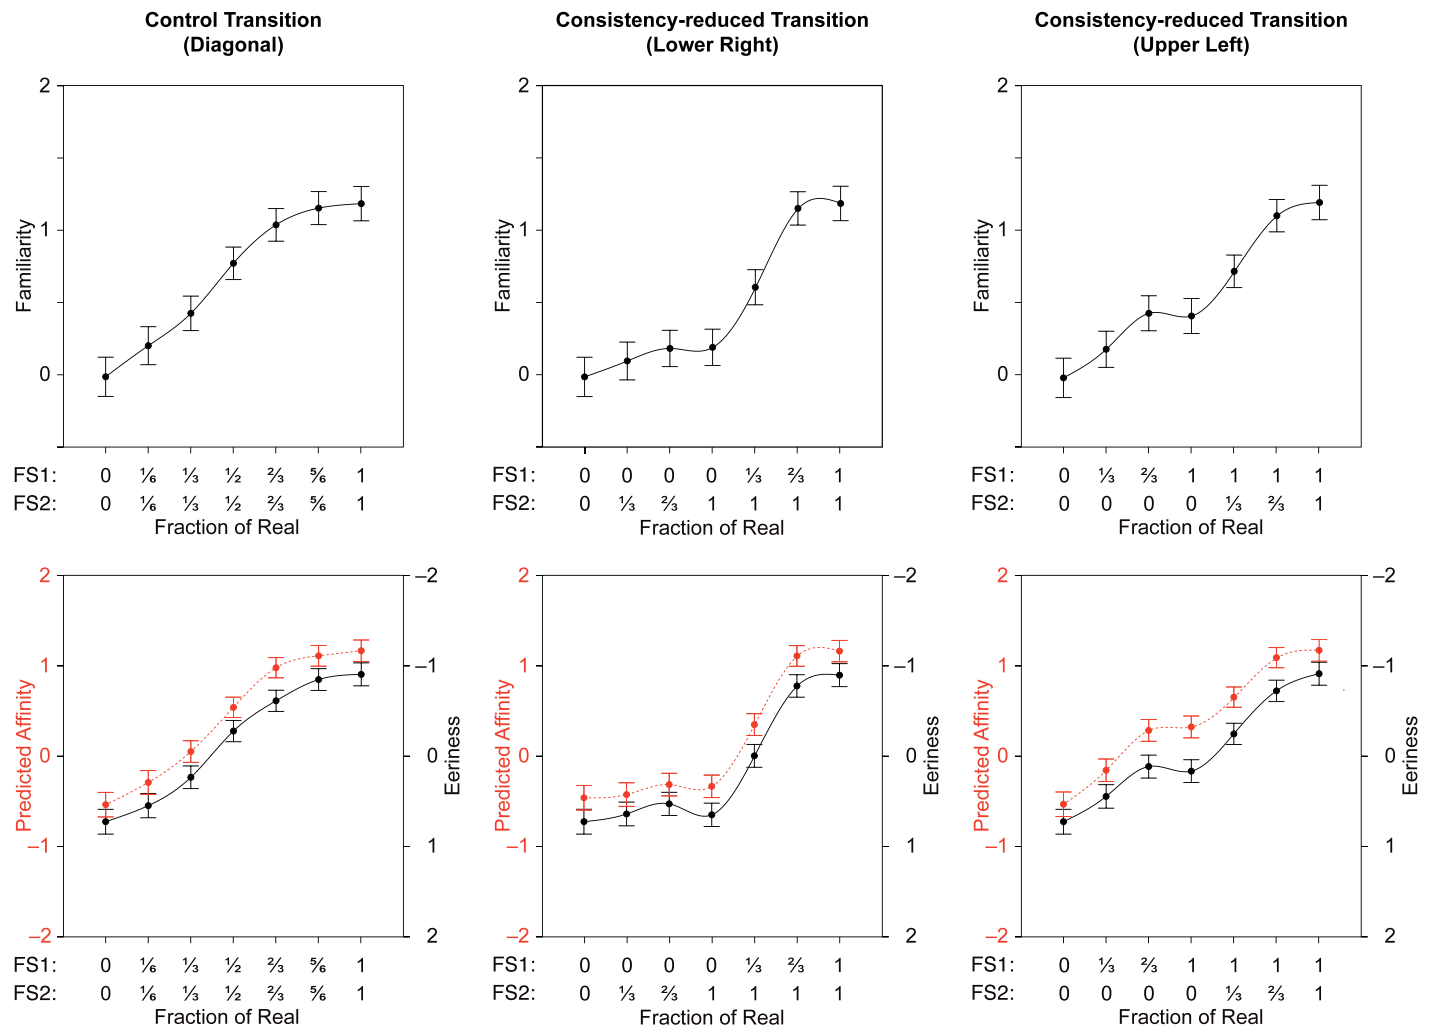 Control Transition
(Diagonal)
Consistency-reduced Transition
(Lower Right)
Consistency-reduced Transition
(Upper Left)
2
1
0
Familiarity
FS1: 0 ⅙ ⅓ ½ ⅔ ⅚ 1
FS2: 0 ⅙ ⅓ ½ ⅔ ⅚ 1
Fraction of Real
2
1
0
Familiarity
FS1: 0 0 0 0 ⅓ ⅔ 1
FS2: 0 ⅓ ⅔ 1 1 1 1
Fraction of Real
2
1
0
Familiarity
FS1: 0 ⅓ ⅔ 1 1 1 1
FS2: 0 0 0 0 ⅓ ⅔ 1
Fraction of Real
2
1
0
–1
–2
Predicted Affinity
–2
–1
0
1
2
Eeriness
FS1: 0 ⅙ ⅓ ½ ⅔ ⅚ 1
FS2: 0 ⅙ ⅓ ½ ⅔ ⅚ 1
Fraction of Real
2
1
0
–1
–2
Predicted Affinity
–2
–1
0
1
2
Eeriness
FS1: 0 0 0 0 ⅓ ⅔ 1
FS2: 0 ⅓ ⅔ 1 1 1 1
Fraction of Real
2
1
0
–1
–2
Predicted Affinity
–2
–1
0
1
2
Eeriness
FS1: 0 ⅓ ⅔ 1 1 1 1
FS2: 0 0 0 0 ⅓ ⅔ 1
Fraction of Real